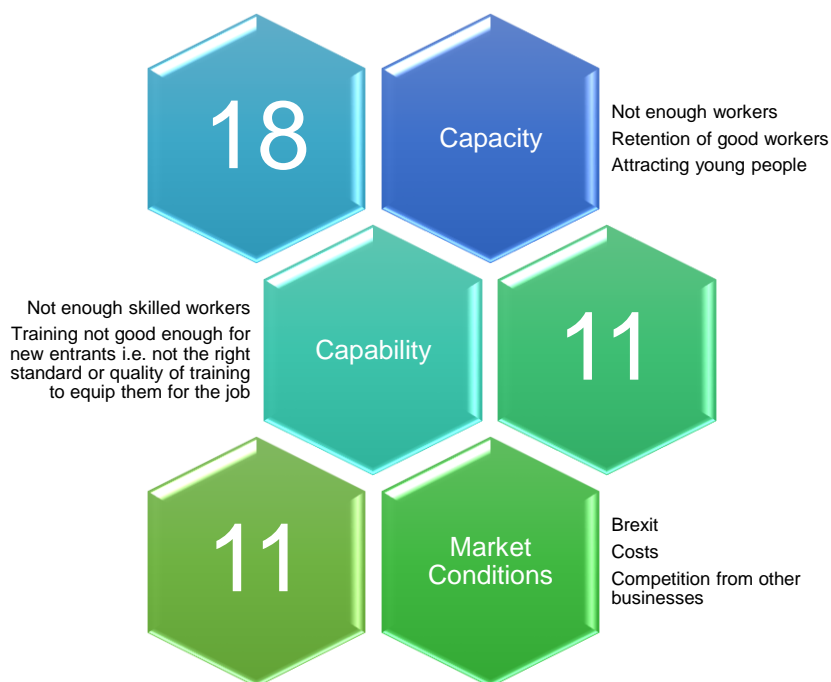 18
Capacity
Not enough workers
Retention of good workers
Attracting young people
Not enough skilled workers
Training not good enough for
new entrants i.e. not the right
standard or quality of training
to equip them for the job
Capability
11
11
Market
Conditions
Brexit
Costs
Competition from other
businesses